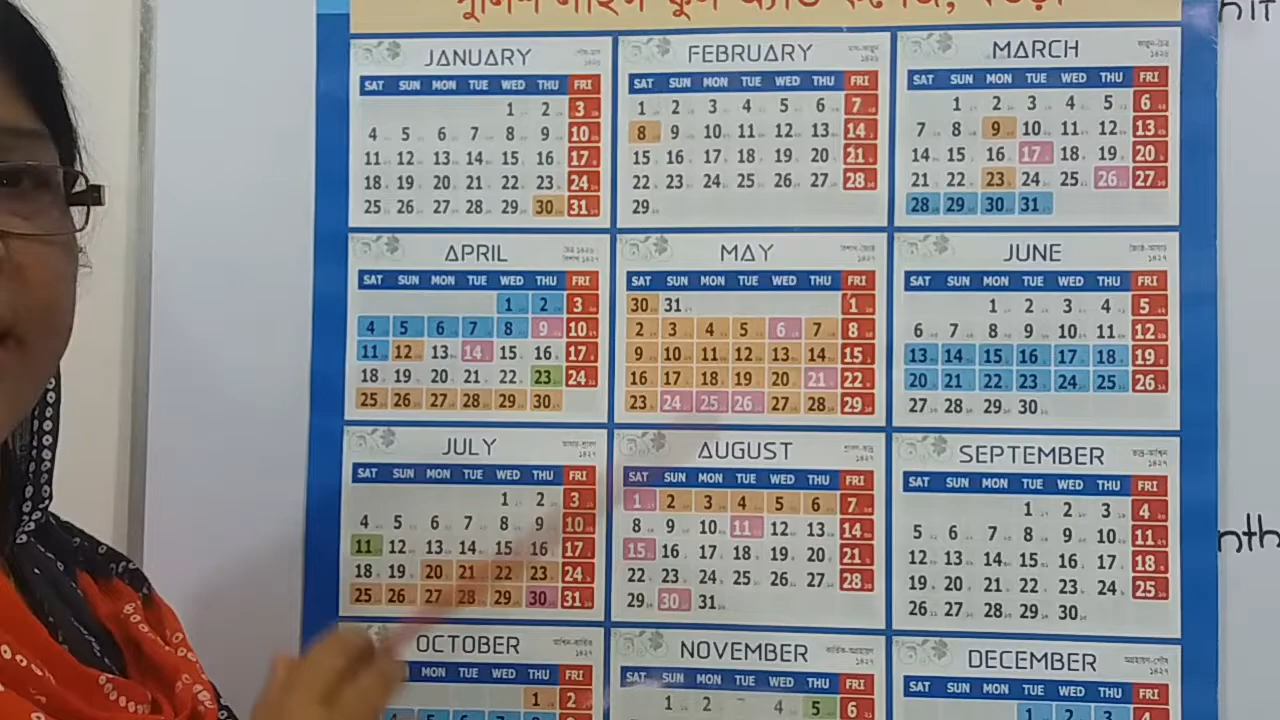 JANUARY
SAT SUN MON TUE WED THU FRI
1 2 3
4 5 6 7 8 9 10
11 12 13 14 15 16 17
18 19 20 21 22 23 24
25 26 27 28 29 30 31
FEBRUARY
SAT SUN MON TUE WED THU FRI
1 2 3 4 5 6 7
8 9 10 11 12 13 14
15 16 17 18 19 20 21
22 23 24 25 26 27 28
29
MARCH
SAT SUN MON TUE WED THU FRI
1 2 3 4 5 6
7 8 9 10 11 12 13
14 15 16 17 18 19 20
21 22 23 24 25 26 27
28 29 30 31
APRIL
SAT SUN MON TUE WED THU FRI
1 2 3
4 5 6 7 8 9 10
11 12 13 14 15 16 17
18 19 20 21 22 23 24
25 26 27 28 29 30
MAY
SAT SUN MON TUE WED THU FRI
30 31 1
2 3 4 5 6 7 8
9 10 11 12 13 14 15
16 17 18 19 20 21 22
23 24 25 26 27 28 29
JUNE
SAT SUN MON TUE WED THU FRI
1 2 3 4 5
6 7 8 9 10 11 12
13 14 15 16 17 18 19
20 21 22 23 24 25 26
27 28 29 30
JULY
SAT SUN MON TUE WED THU FRI
1 2 3
4 5 6 7 8 9 10
11 12 13 14 15 16 17
18 19 20 21 22 23 24
25 26 27 28 29 30 31
AUGUST
SAT SUN MON TUE WED THU FRI
1 2 3 4 5 6 7
8 9 10 11 12 13 14
15 16 17 18 19 20 21
22 23 24 25 26 27 28
29 30 31
SEPTEMBER
SAT SUN MON TUE WED THU FRI
1 2 3 4
5 6 7 8 9 10 11
12 13 14 15 16 17 18
19 20 21 22 23 24 25
26 27 28 29 30
OCTOBER
MON TUE WED THU FRI
1 2
NOVEMBER
SAT SUN MON TUE WED THU FRI
1 2 4 5 6
DECEMBER
SAT SUN MON TUE WED THU FRI
1 2 3 4
nth